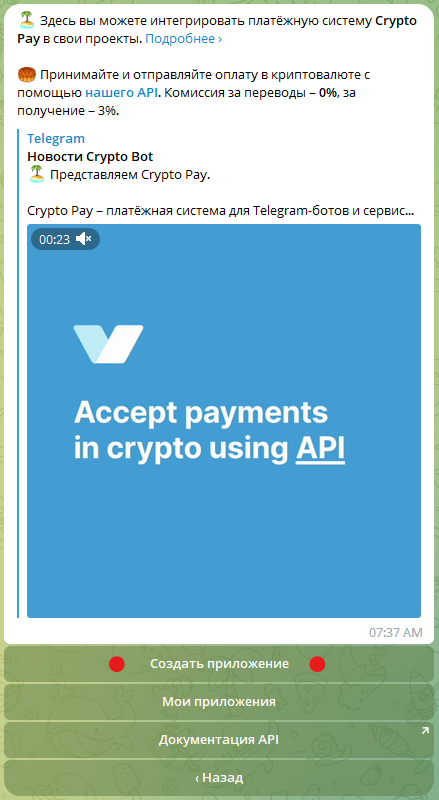 Здесь вы можете интегрировать платёжную систему Crypto
Pay в свои проекты. Подробнее ›
Принимайте и отправляйте оплату в криптовалюте с
помощью нашего API. Комиссия за переводы – 0%, за
получение – 3%.
Telegram
Новости Crypto Bot
Представляем Crypto Pay.
Crypto Pay – платёжная система для Telegram-ботов и сервис...
00:23
Accept payments
in crypto using API
07:37 AM
Создать приложение
Мои приложения
Документация API
‹ Назад